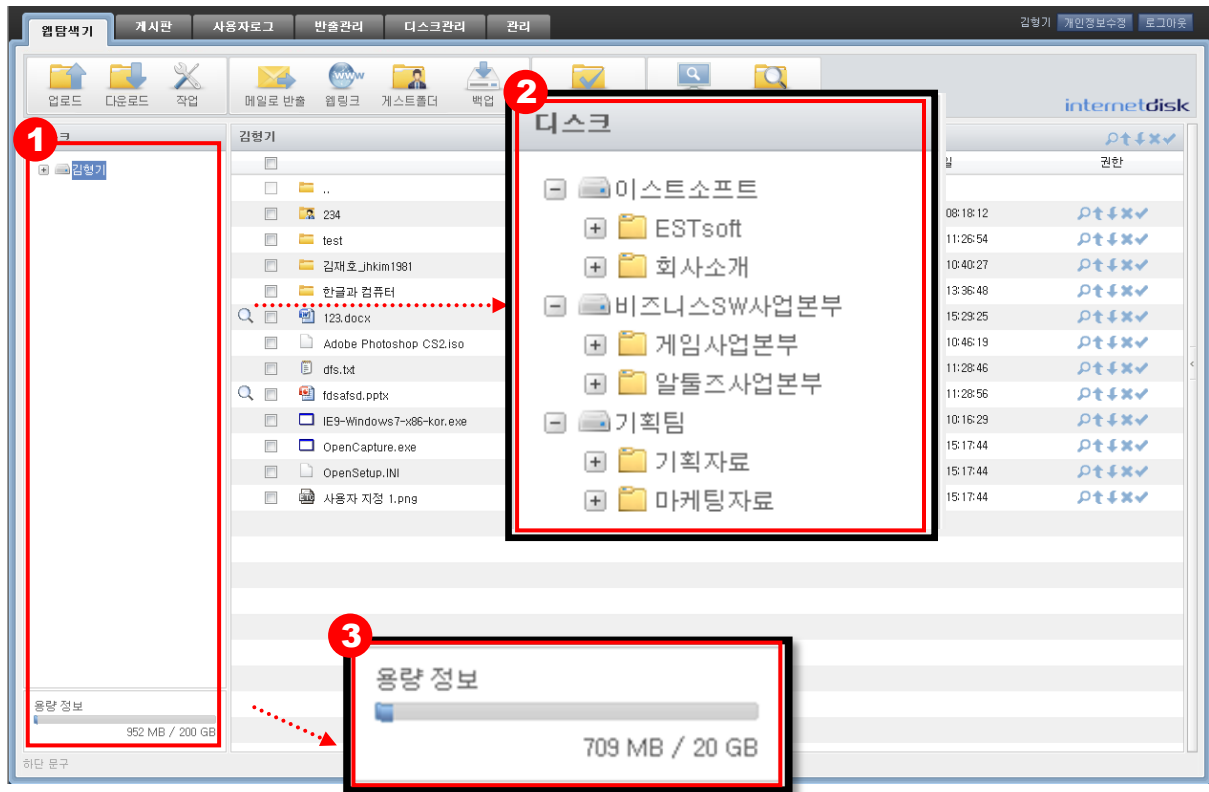 웹탐색기 게시판 사용자로그 반출관리 디스크관리 관리 김형기 개인정보수정 로그아웃
업로드 다운로드 작업 메일로 반출 웹링크 게스트폴더 백업
internetdisk
1
크
김형기
김형기
권한
..
234 08:18:12
test 11:26:54
김재호_jhkim1981 10:40:27
한글과 컴퓨터 13:36:48
123.docx 15:29:25
Adobe Photoshop CS2.iso 10:46:19
dfs.txt 11:28:46
fdsafsd.pptx 11:28:56
IE9-Windows7-x86-kor.exe 10:16:29
OpenCapture.exe 15:17:44
OpenSetup.INI 15:17:44
사용자 지정 1.png 15:17:44
용량 정보
952 MB / 200 GB
하단 문구
2
디스크
이스트소프트
ESTsoft
회사소개
비즈니스SW사업본부
게임사업본부
알툴즈사업본부
기획팀
기획자료
마케팅자료
3
용량 정보
709 MB / 20 GB